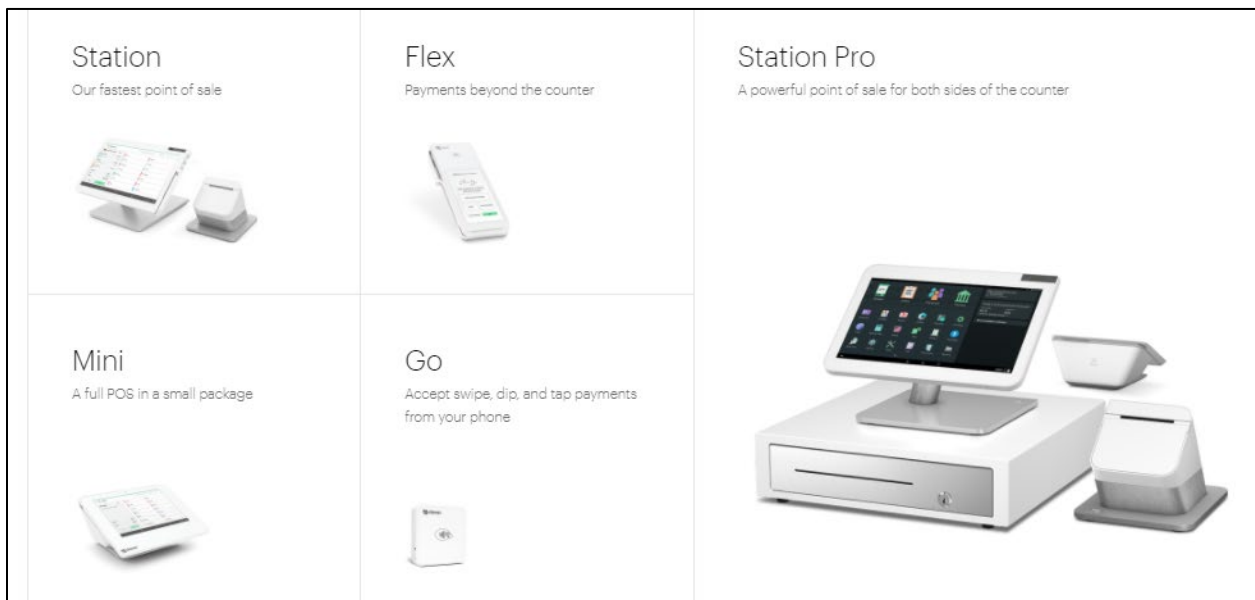 Station
Our fastest point of sale
Flex
Payments beyond the counter
Station Pro
A powerful point of sale for both sides of the counter
Mini
A full POS in a small package
Go
Accept swipe, dip, and tap payments
from your phone